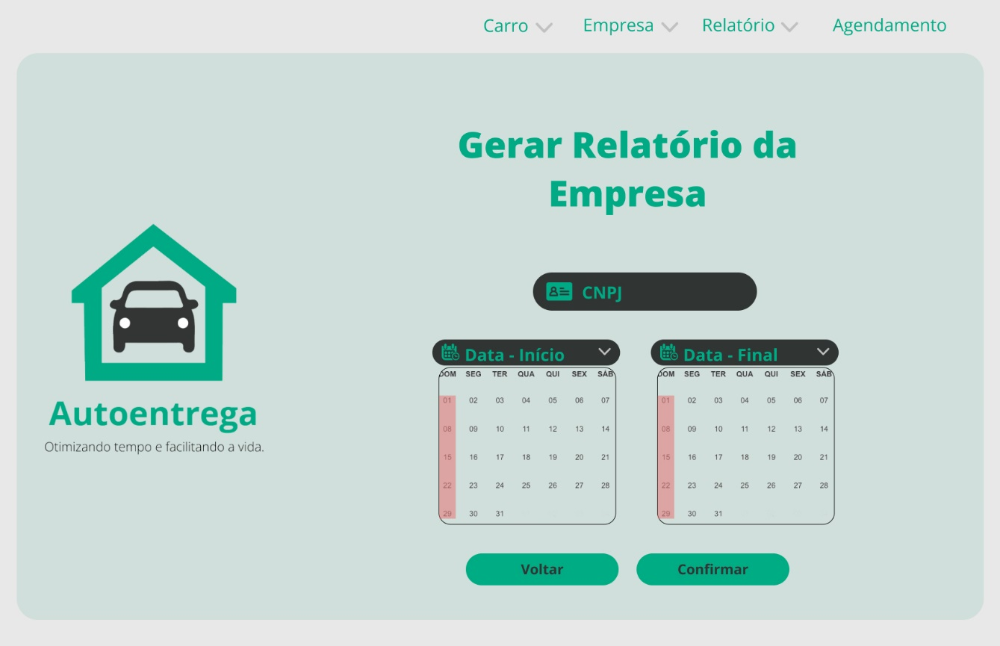 Carro Empresa Relatório Agendamento
Gerar Relatório da
Empresa
CNPJ
Autoentrega
Otimizando tempo e facilitando a vida.
Data - Início
DOM SEG TER QUA QUI SEX SÁB
01 02 03 04 05 06 07
08 09 10 11 12 13 14
15 16 17 18 19 20 21
22 23 24 25 26 27 28
29 30 31
Data - Final
DOM SEG TER QUA QUI SEX SÁB
01 02 03 04 05 06 07
08 09 10 11 12 13 14
15 16 17 18 19 20 21
22 23 24 25 26 27 28
29 30 31
Voltar Confirmar